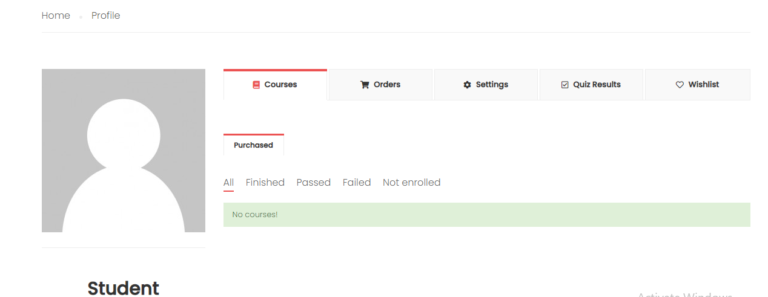 Home Profile
Courses Orders Settings Quiz Results Wishlist
Purchased
All Finished Passed Failed Not enrolled
No courses!
Student
Activate Windows